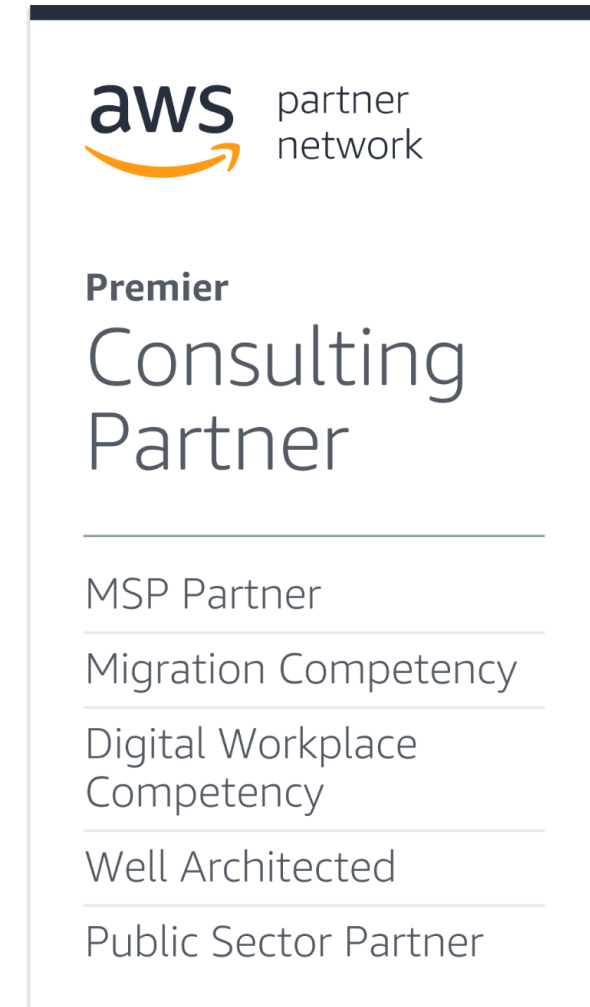 aws
partner
network
Premier
Consulting
Partner
MSP Partner
Migration Competency
Digital Workplace
Competency
Well Architected
Public Sector Partner